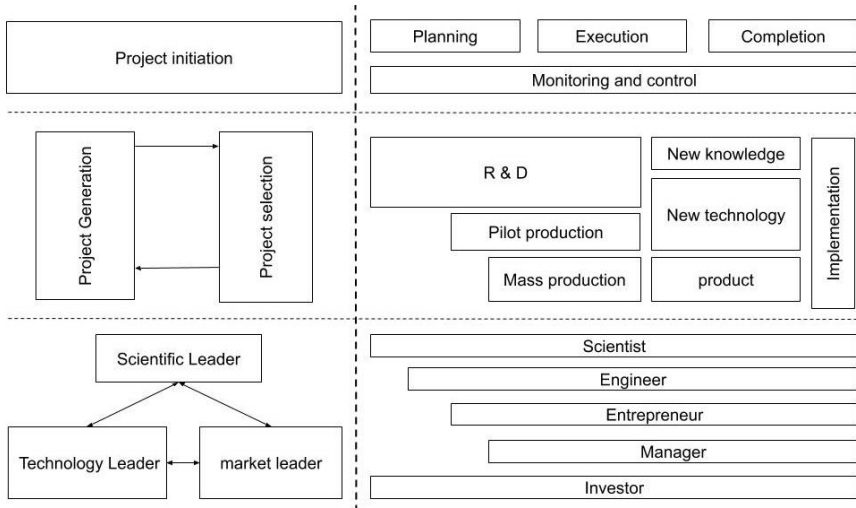 Project initiation
Planning
Execution
Completion
Monitoring and control
Project Generation
Project selection
R & D
New knowledge
New technology
Pilot production
Mass production
product
Implementation
Scientific Leader
Technology Leader
market leader
Scientist
Engineer
Entrepreneur
Manager
Investor